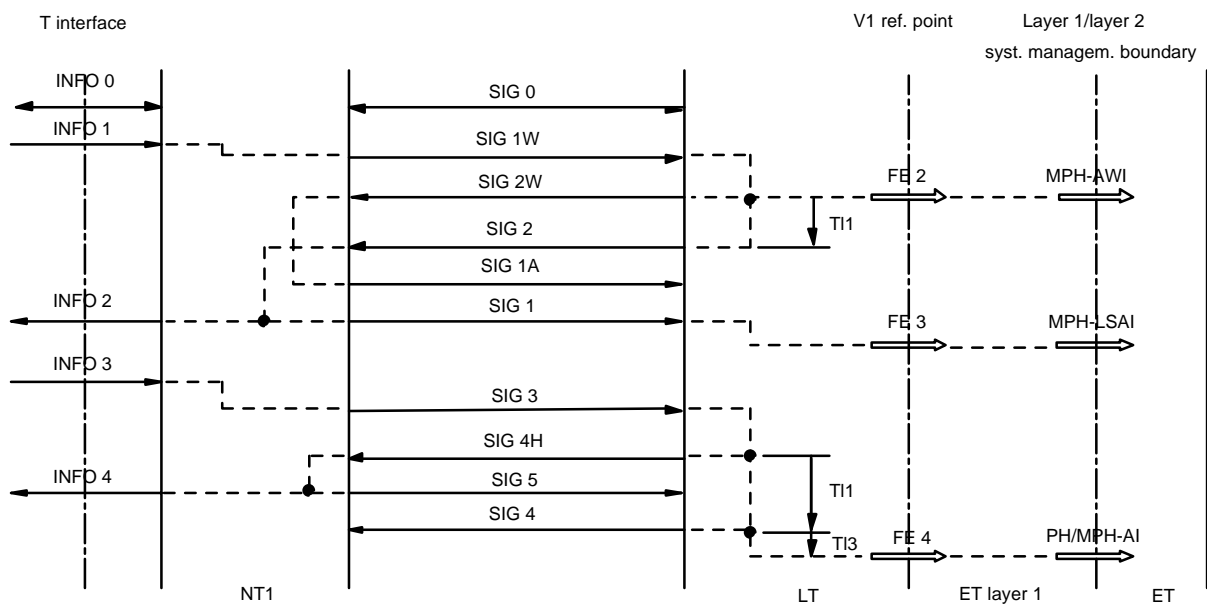 T interface
V1 ref. point
Layer 1/layer 2
syst. managem. boundary
INFO 0
SIG 0
INFO 1
SIG 1W
SIG 2W
FE 2
MPH-AWI
SIG 2
Tl1
SIG 1A
INFO 2
SIG 1
FE 3
MPH-LSAI
INFO 3
SIG 3
SIG 4H
INFO 4
SIG 5
Tl1
SIG 4
Tl3
FE 4
PH/MPH-AI
NT1
LT
ET layer 1
ET